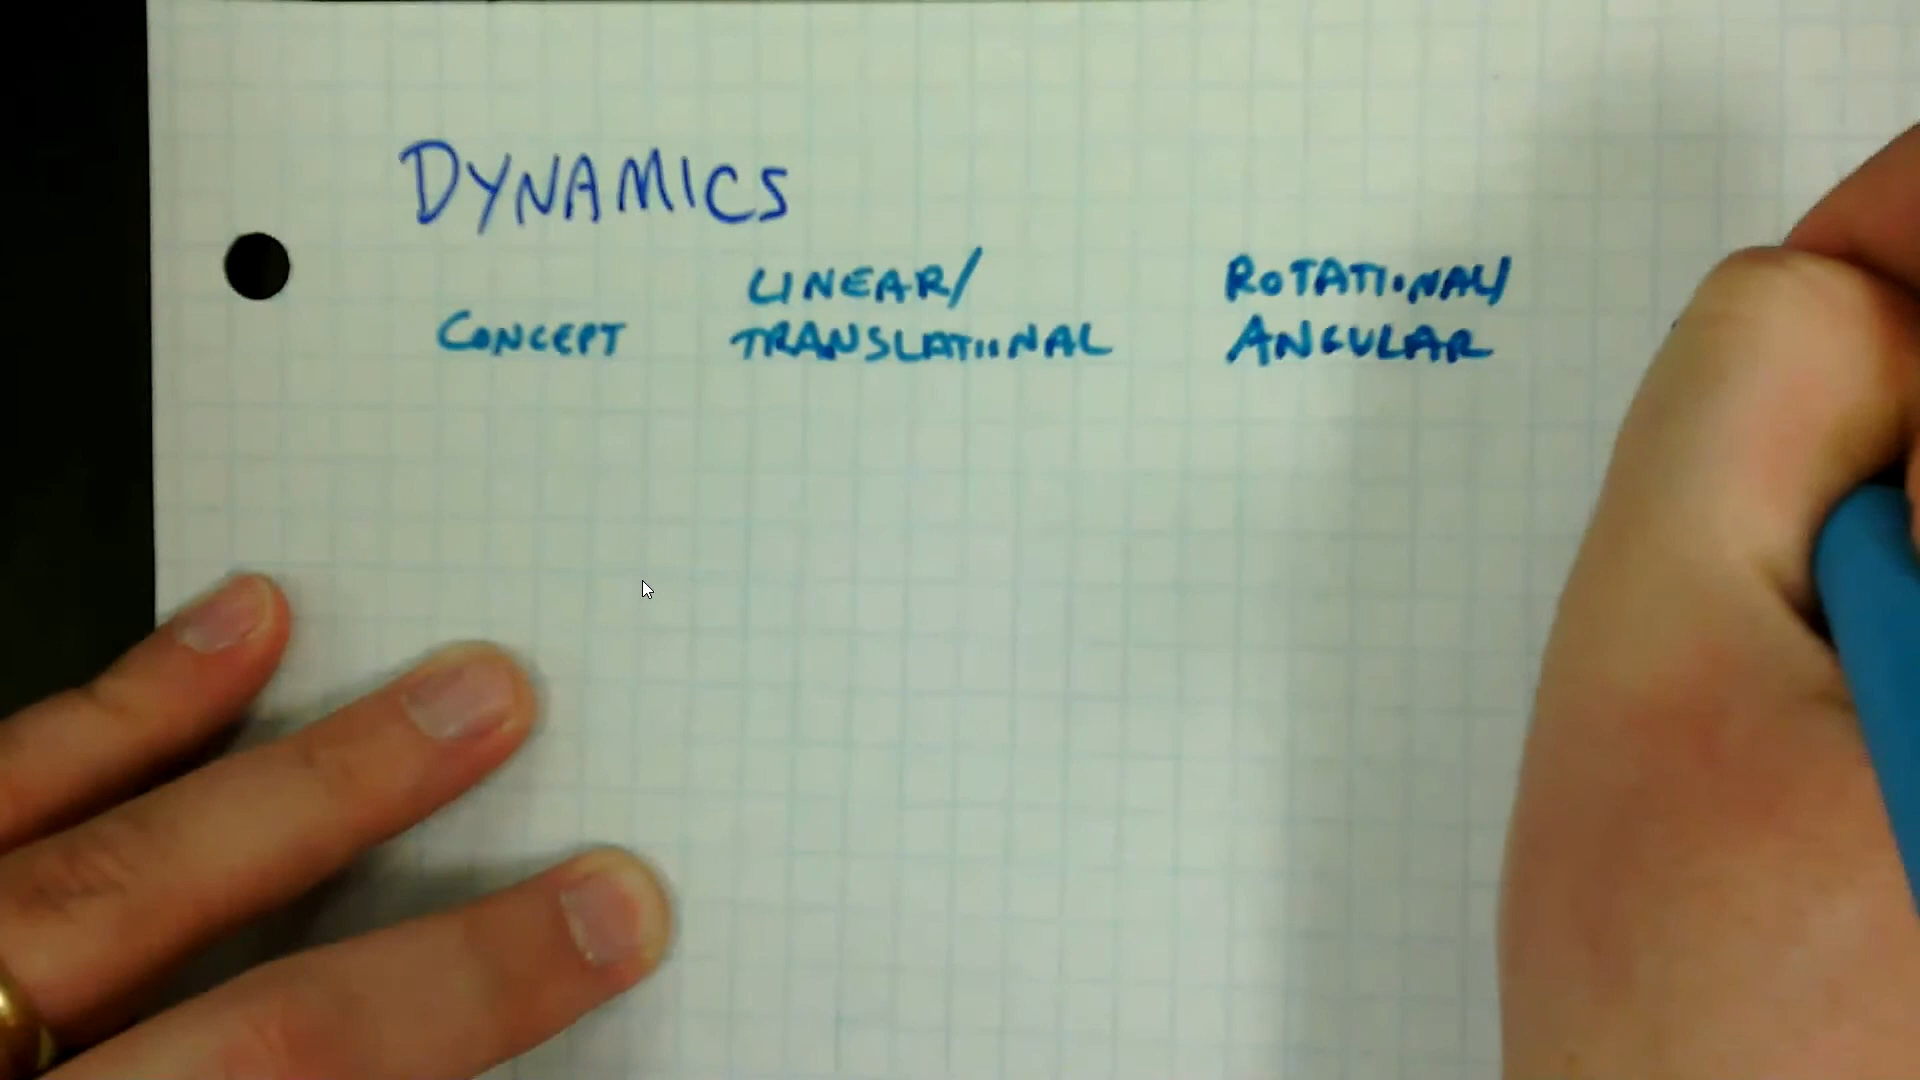 DYNAMICS
CONCEPT
LINEAR/
TRANSLATIONAL
ROTATIONAL/
ANGULAR